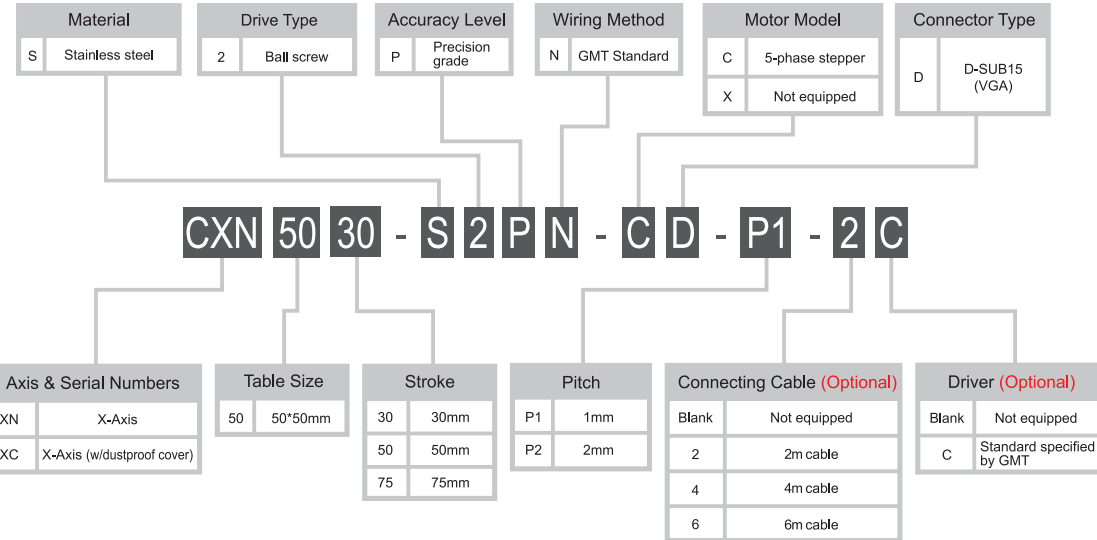 Material
S Stainless steel
Drive Type
2 Ball screw
Accuracy Level
P Precision
grade
Wiring Method
N GMT Standard
Motor Model
C 5-phase stepper
X Not equipped
Connector Type
D D-SUB15
(VGA)
CXN 50 30 - S 2 P N - C D - P1 - 2 C
Axis & Serial Numbers
XN X-Axis
XC X-Axis (w/dustproof cover)
Table Size
50 50*50mm
Stroke
30 30mm
50 50mm
75 75mm
Pitch
P1 1mm
P2 2mm
Connecting Cable (Optional)
Blank Not equipped
2 2m cable
4 4m cable
6 6m cable
Driver (Optional)
Blank Not equipped
C Standard specified
by GMT